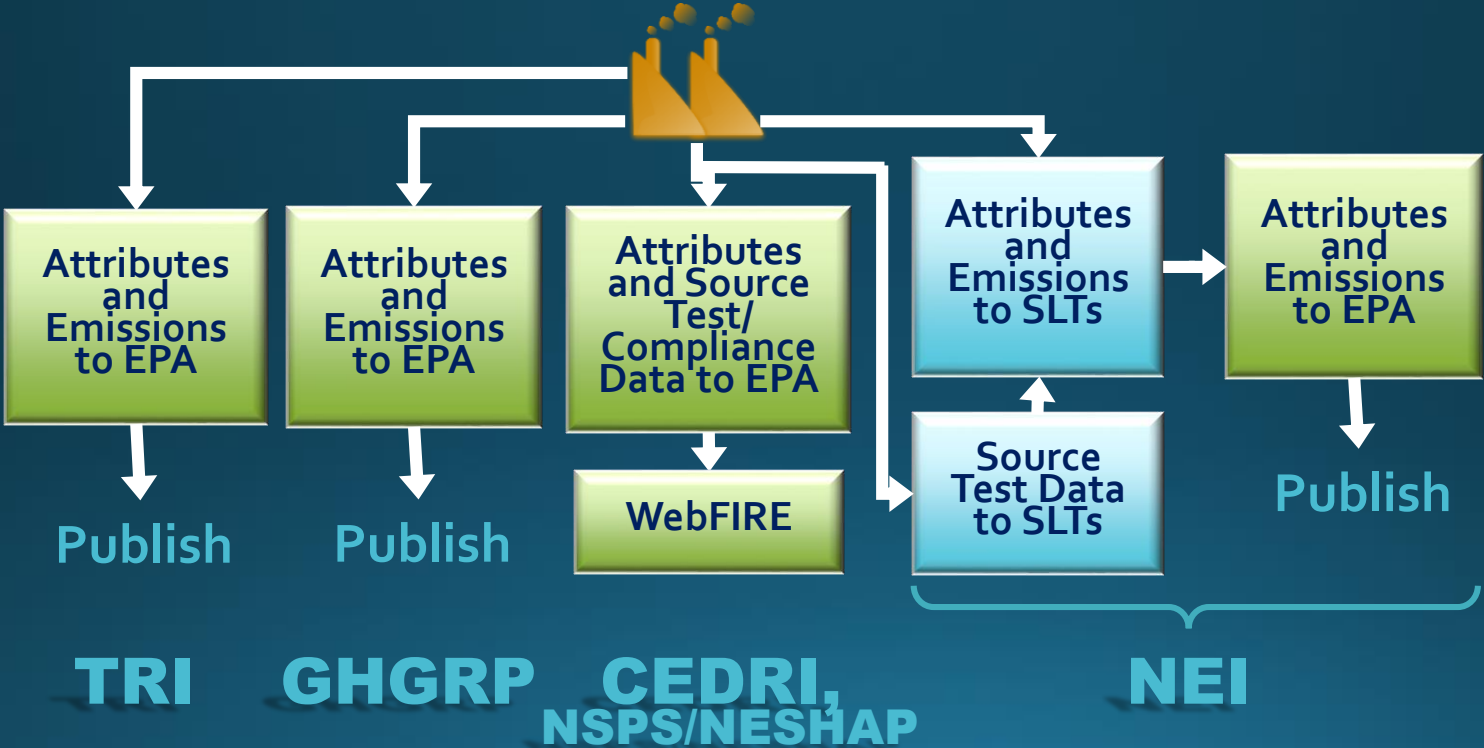 Attributes
and
Emissions
to EPA
Publish
Attributes
and
Emissions
to EPA
Publish
Attributes
and Source
Test/
Compliance
Data to EPA
WebFIRE
Attributes
and
Emissions
to SLTs
Source
Test Data
to SLTs
Attributes
and
Emissions
to EPA
Publish
TRI
GHGRP
CEDRI,
NSPS/NESHAP
NEI